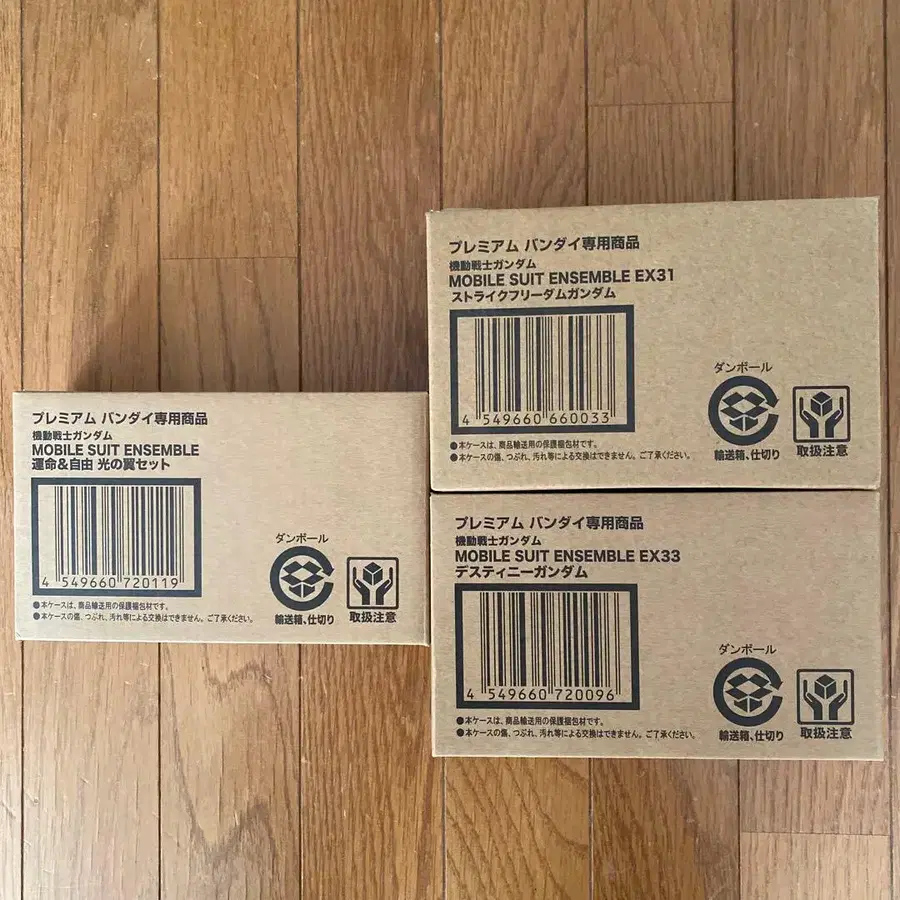 プレミアム バンダイ専用商品
機動戦士ガンダム
MOBILE SUIT ENSEMBLE EX31
ストライクフリーダムガンダム
4 549660 660033
●本ケースは、商品輸送用の保護梱包材です。
●本ケースの傷、つぶれ、汚れ等による交換はできません。ご了承ください。
ダンボール
輸送箱、仕切り
取扱注意
プレミアム バンダイ専用商品
機動戦士ガンダム
MOBILE SUIT ENSEMBLE
運命&自由 光の翼セット
4 549660 720119
●本ケースは、商品輸送用の保護梱包材です。
●本ケースの傷、つぶれ、汚れ等による交換はできません。ご了承ください。
ダンボール
輸送箱、仕切り
取扱注意
プレミアム バンダイ専用商品
機動戦士ガンダム
MOBILE SUIT ENSEMBLE EX33
デスティニーガンダム
4 549660 720096
●本ケースは、商品輸送用の保護梱包材です。
●本ケースの傷、つぶれ、汚れ等による交換はできません。ご了承ください。
ダンボール
輸送箱、仕切り
取扱注意